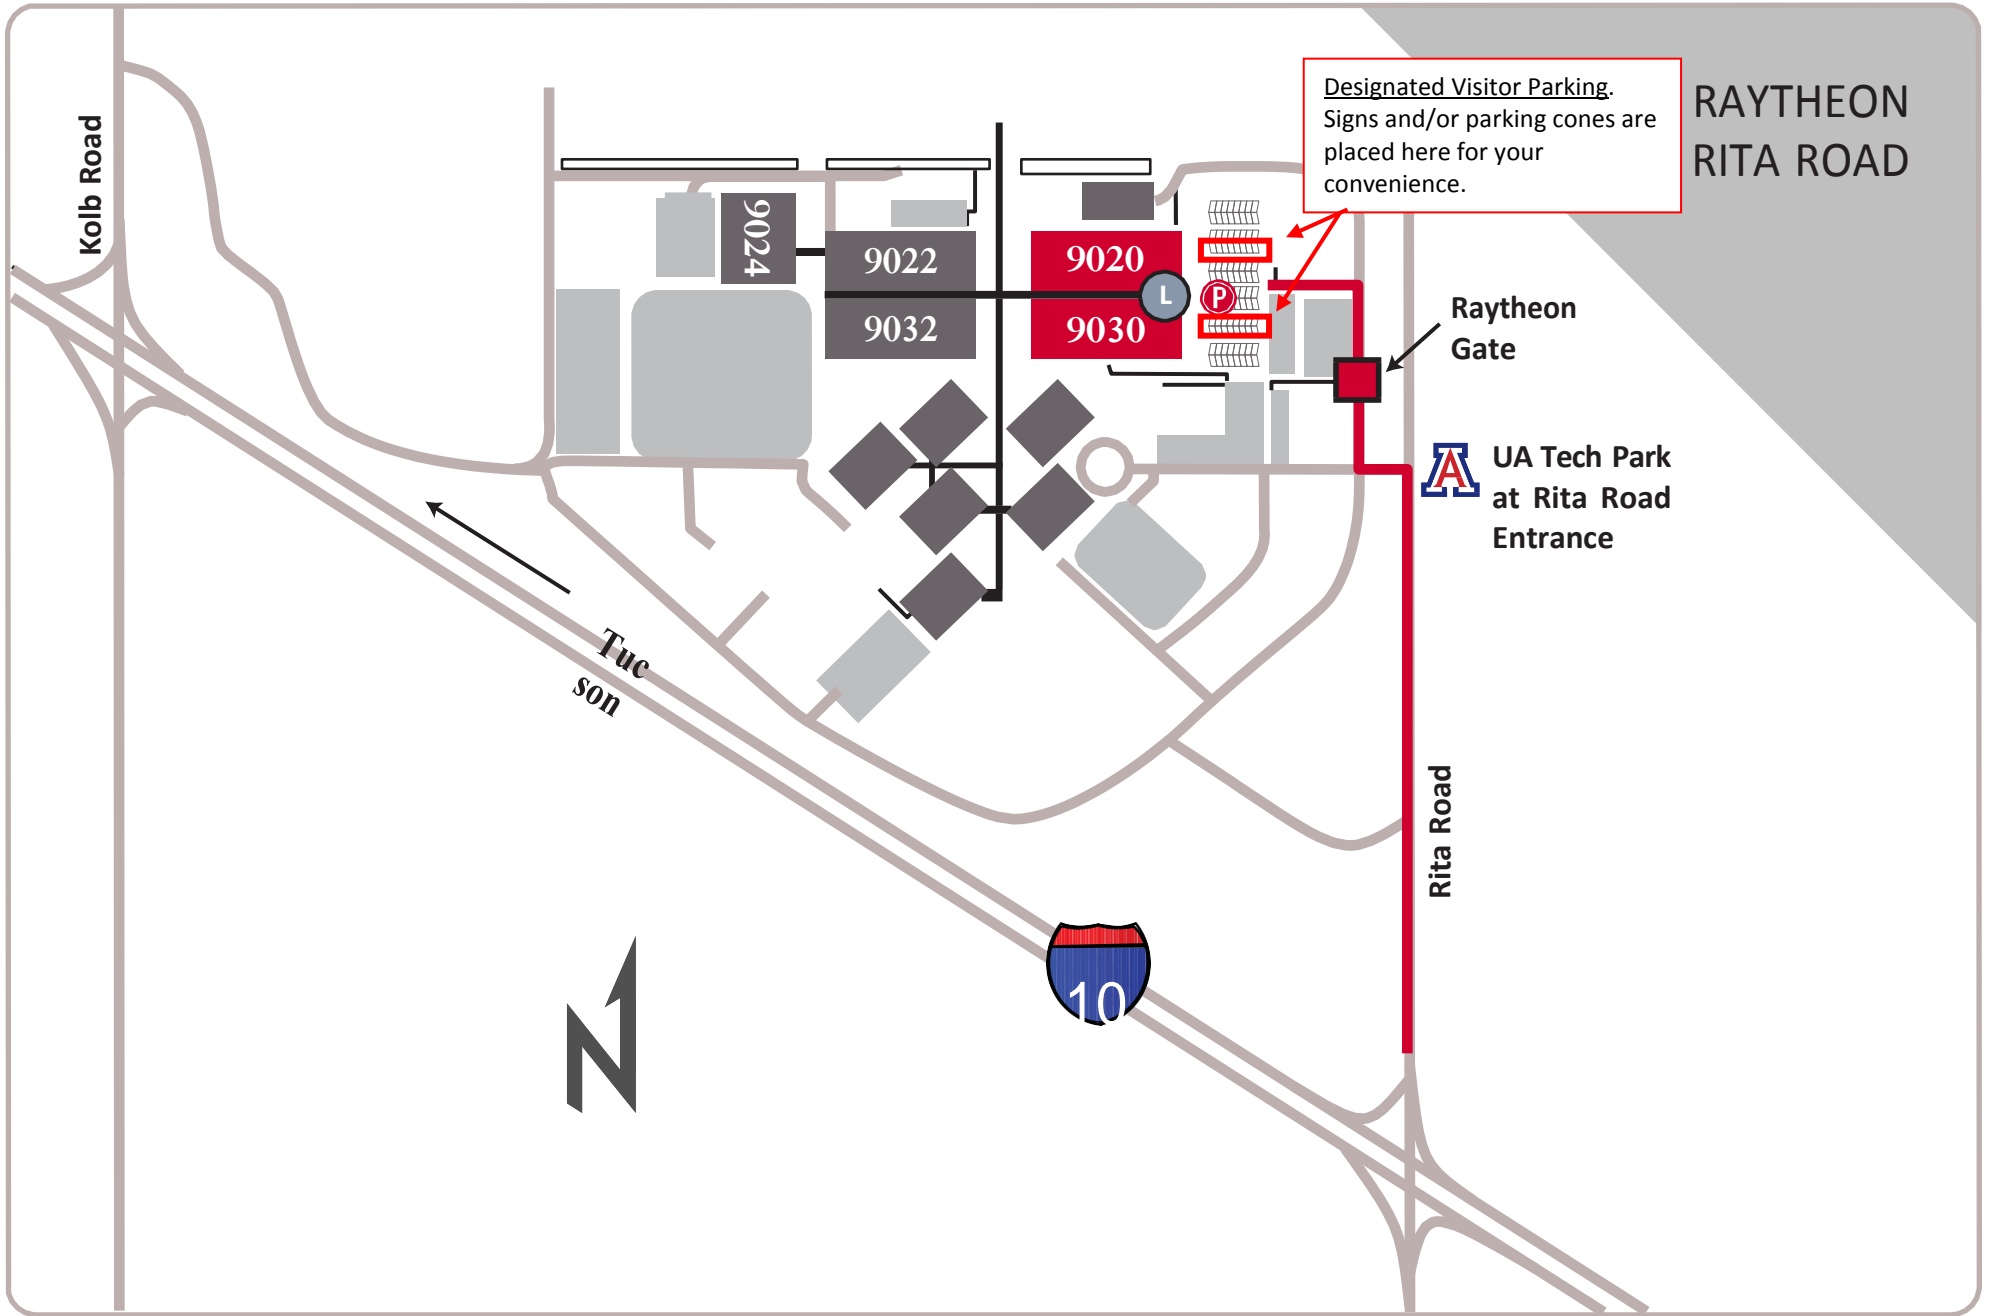 RAYTHEON
RITA ROAD
Designated Visitor Parking.
Signs and/or parking cones are
placed here for your
convenience.
Kolb Road
9024
9022
9032
9020
9030
L
P
Raytheon
Gate
A
UA Tech Park
at Rita Road
Entrance
Tuc
son
Rita Road
10
N